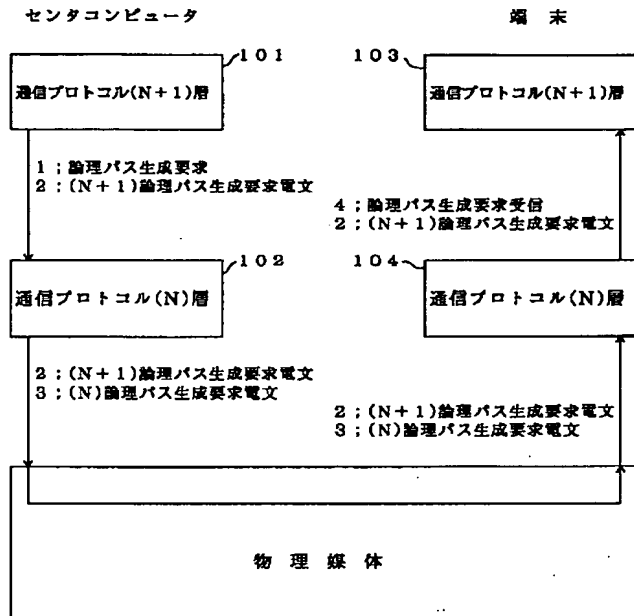 センタコンピュータ
端末
101
103
通信プロトコル(N+1)層
通信プロトコル(N+1)層
1;論理パス生成要求
2;(N+1)論理パス生成要求電文
4;論理パス生成要求受信
2;(N+1)論理パス生成要求電文
102
104
通信プロトコル(N)層
通信プロトコル(N)層
2;(N+1)論理パス生成要求電文
3;(N)論理パス生成要求電文
2;(N+1)論理パス生成要求電文
3;(N)論理パス生成要求電文
物理媒体